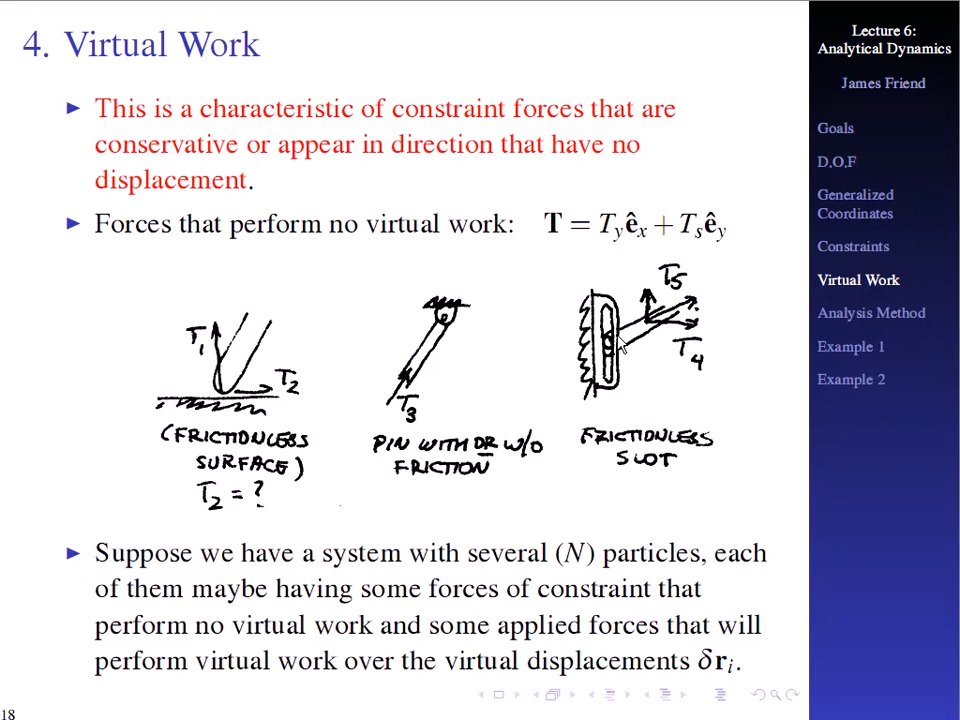 4. Virtual Work
This is a characteristic of constraint forces that are
conservative or appear in direction that have no
displacement.
Forces that perform no virtual work: T = T_y ê_x + T_s ê_y
T₁
T₂
(FRICTIONLESS
SURFACE)
T₂ = ?
T₃
PIN WITH OR W/O
FRICTION
T₅
T₄
FRICTIONLESS
SLOT
Suppose we have a system with several (N) particles, each
of them maybe having some forces of constraint that
perform no virtual work and some applied forces that will
perform virtual work over the virtual displacements δr_i.
18
Lecture 6:
Analytical Dynamics
James Friend
Goals
D.O.F
Generalized
Coordinates
Constraints
Virtual Work
Analysis Method
Example 1
Example 2